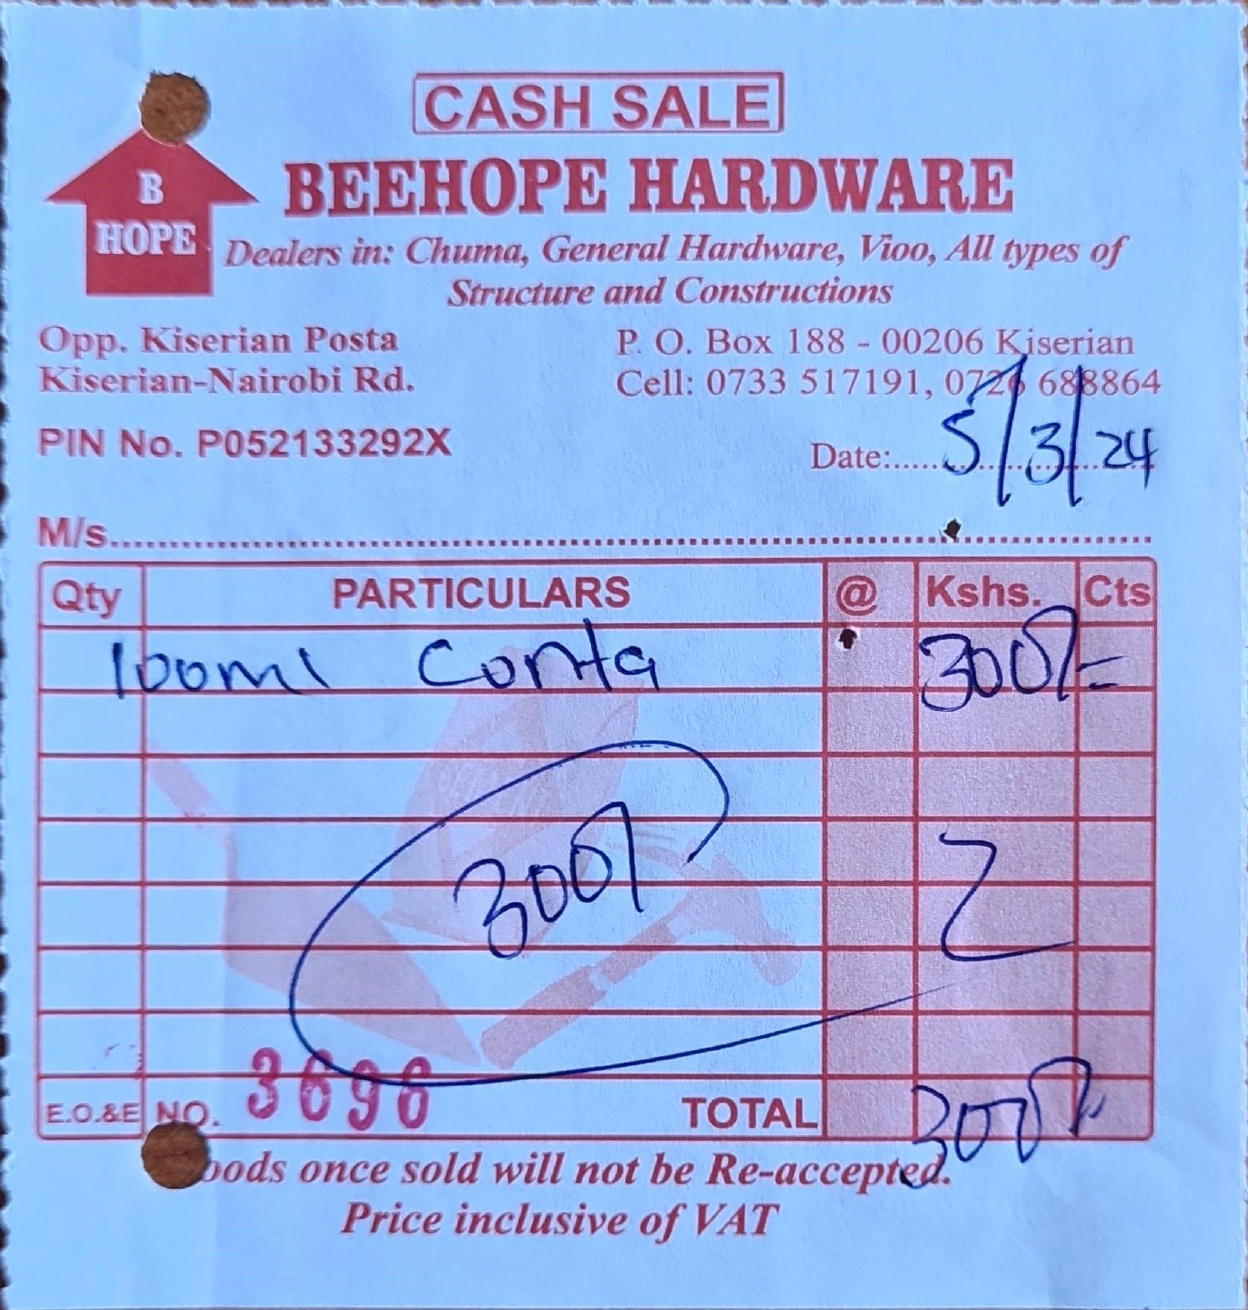 CASH SALE
B
HOPE
BEEHOPE HARDWARE
Dealers in: Chuma, General Hardware, Vioo, All types of
Structure and Constructions
Opp. Kiserian Posta
Kiserian-Nairobi Rd.
P. O. Box 188 - 00206 Kiserian
Cell: 0733 517191, 0726 688864
PIN No. P052133292X
Date:...... 5/3/24
M/s
Qty PARTICULARS @ Kshs. Cts
100ml Conta 300/=
300/
E.O.&E NO. 3696 TOTAL 300/
oods once sold will not be Re-accepted.
Price inclusive of VAT